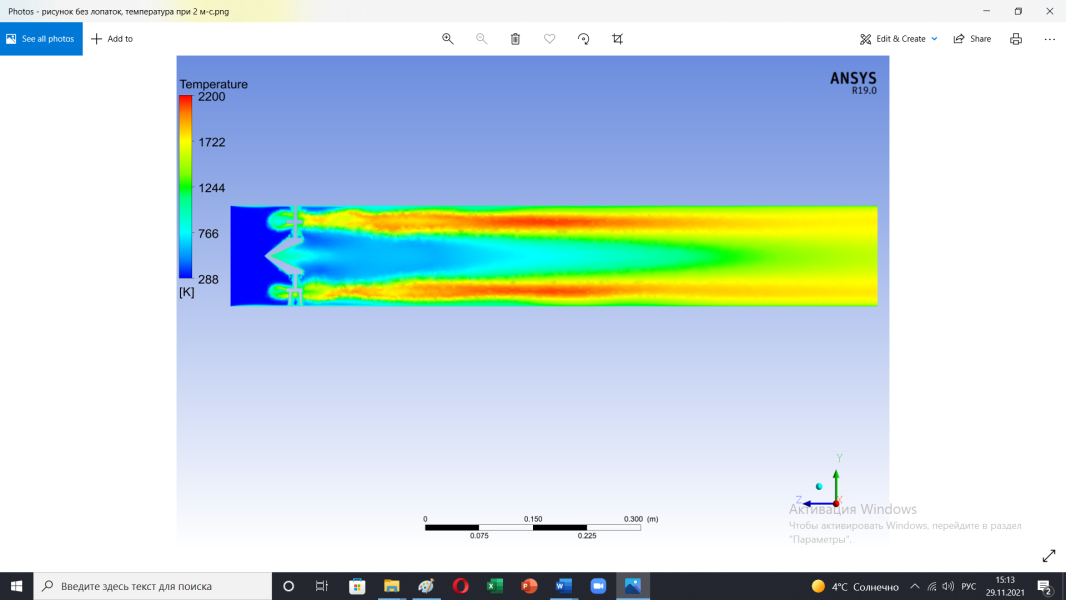 Photos - рисунок без лопаток, температура при 2 м-с.png
See all photos
Add to
Edit & Create
Share
Temperature
2200
1722
1244
766
288
[K]
ANSYS
R19.0
0 0.150 0.300 (m)
0.075 0.225
Y
Z X
Активация Windows
Чтобы активировать Windows, перейдите в раздел
"Параметры".
Введите здесь текст для поиска
4°C Солнечно
РУС
15:13
29.11.2021
2